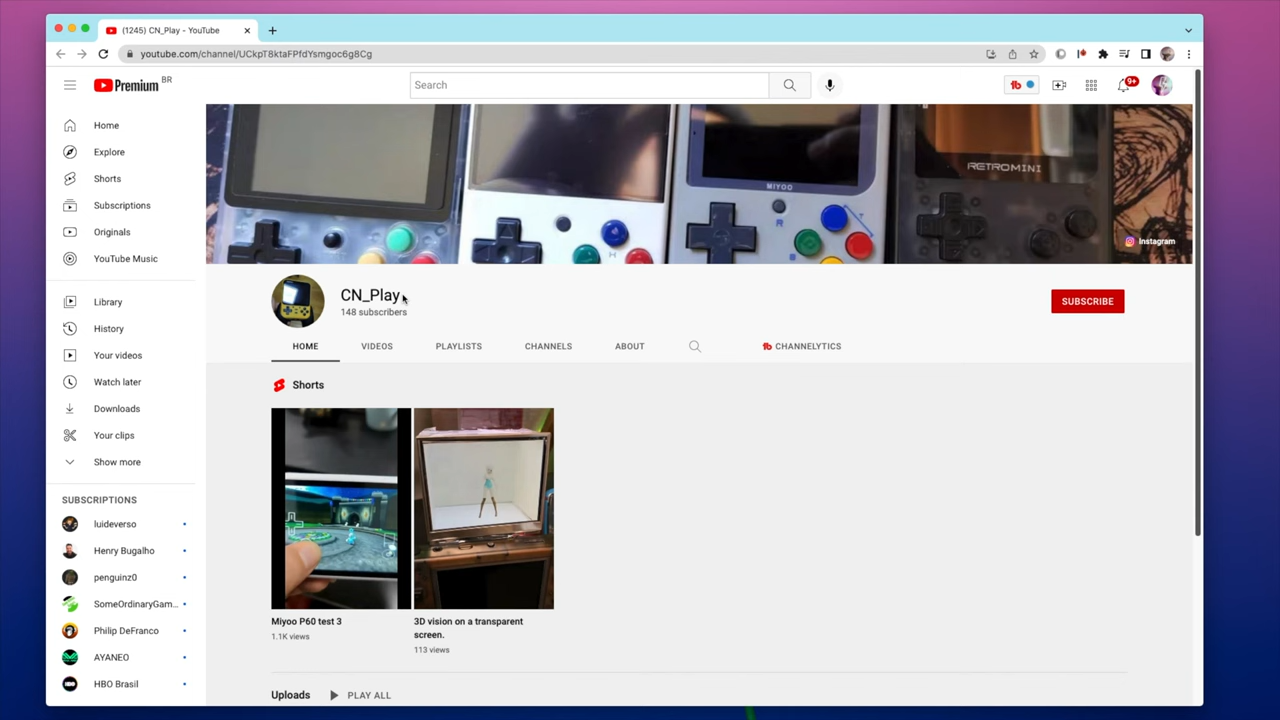 (1245) CN_Play - YouTube
youtube.com/channel/UCkpT8ktaFPfdYsmgoc6g8Cg
Premium BR
Search
9+
Home
Explore
Shorts
Subscriptions
Originals
YouTube Music
Library
History
Your videos
Watch later
Downloads
Your clips
Show more
SUBSCRIPTIONS
luideverso
Henry Bugalho
penguinz0
SomeOrdinaryGam...
Philip DeFranco
AYANEO
HBO Brasil
MIYOO
RETROMINI
Instagram
CN_Play
148 subscribers
SUBSCRIBE
HOME VIDEOS PLAYLISTS CHANNELS ABOUT CHANNELYTICS
Shorts
Miyoo P60 test 3
1.1K views
3D vision on a transparent
screen.
113 views
Uploads PLAY ALL